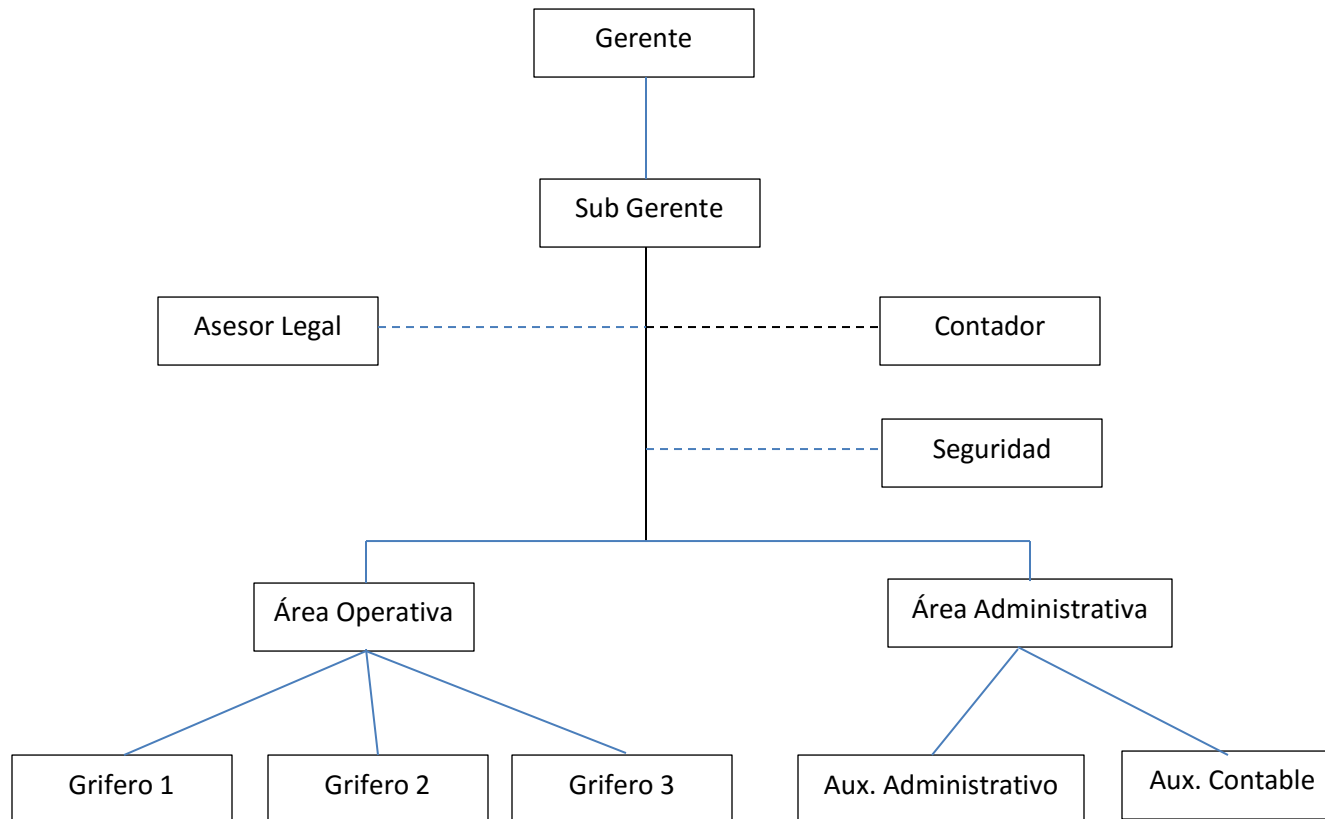 Gerente
Sub Gerente
Asesor Legal
Contador
Seguridad
Área Operativa
Área Administrativa
Grifero 1
Grifero 2
Grifero 3
Aux. Administrativo
Aux. Contable